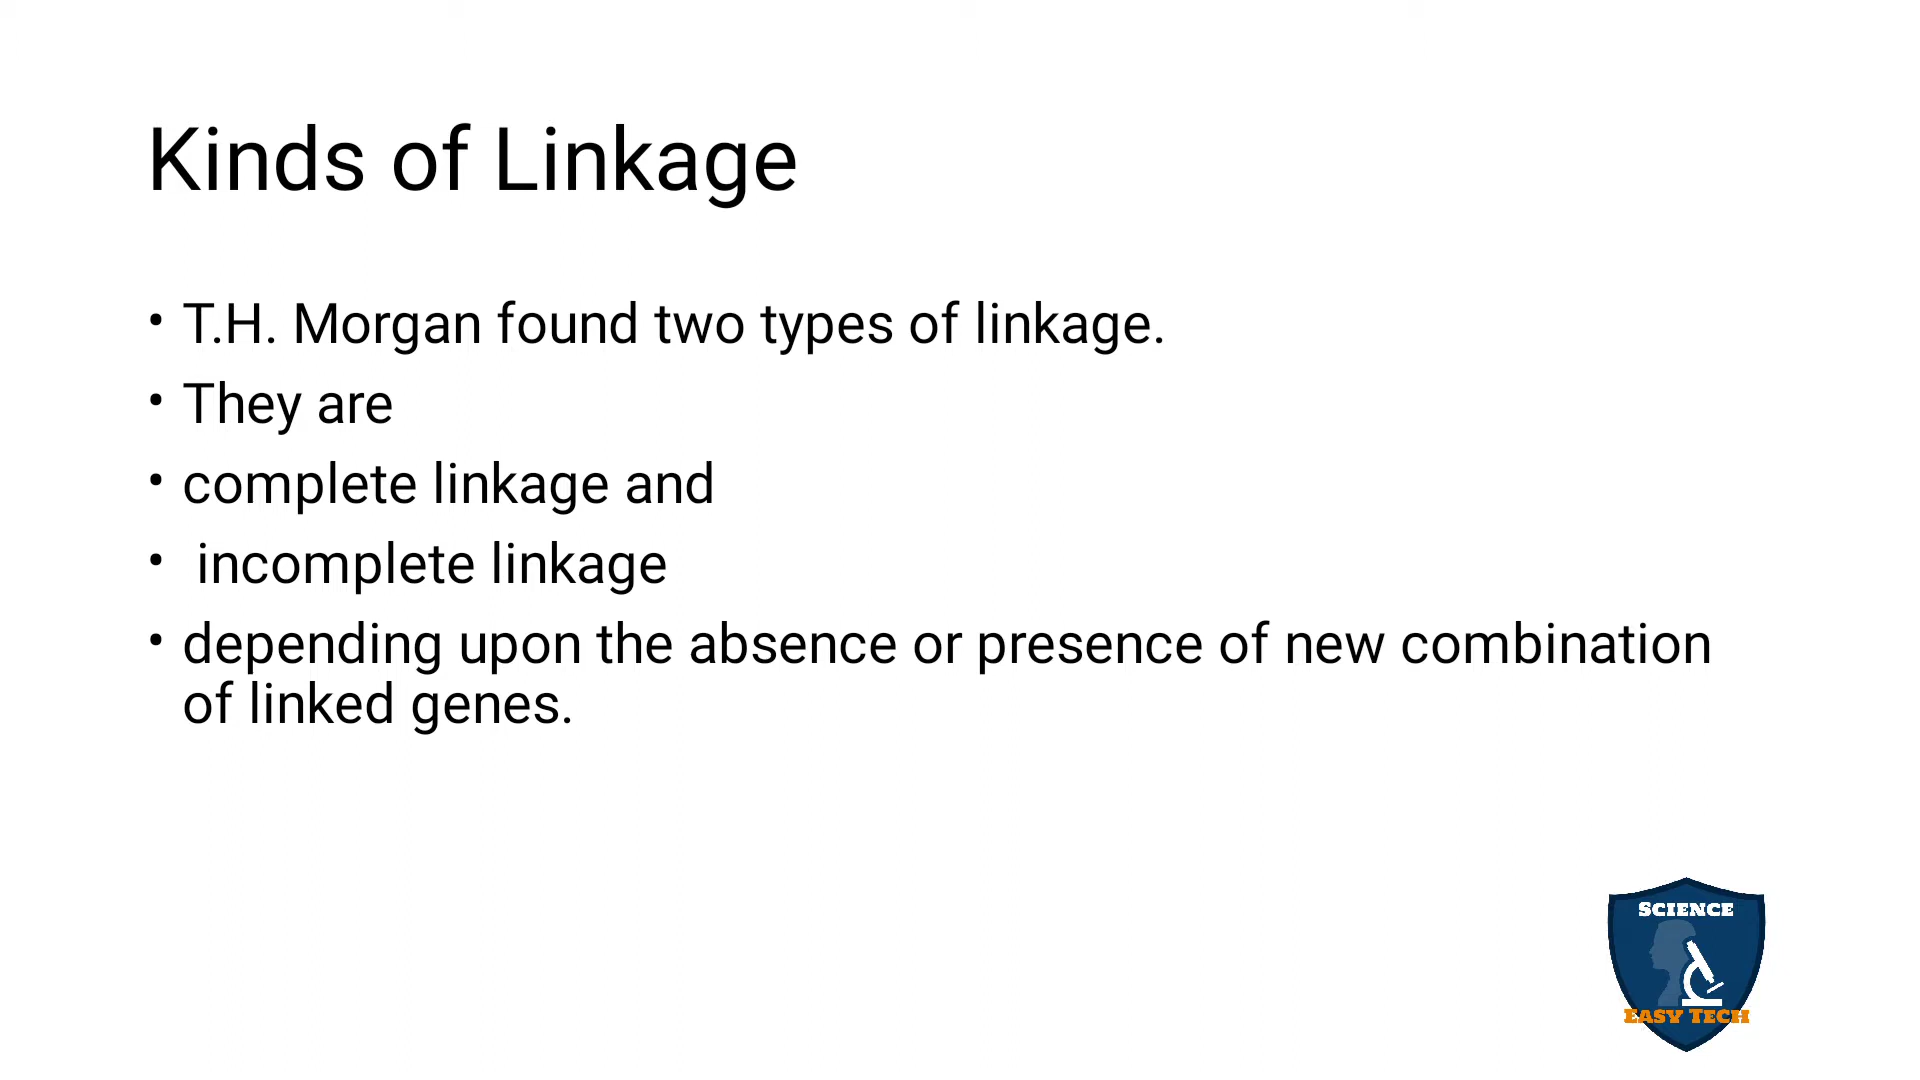 Kinds of Linkage
• T.H. Morgan found two types of linkage.
• They are
• complete linkage and
• incomplete linkage
• depending upon the absence or presence of new combination
of linked genes.
SCIENCE
EASY TECH